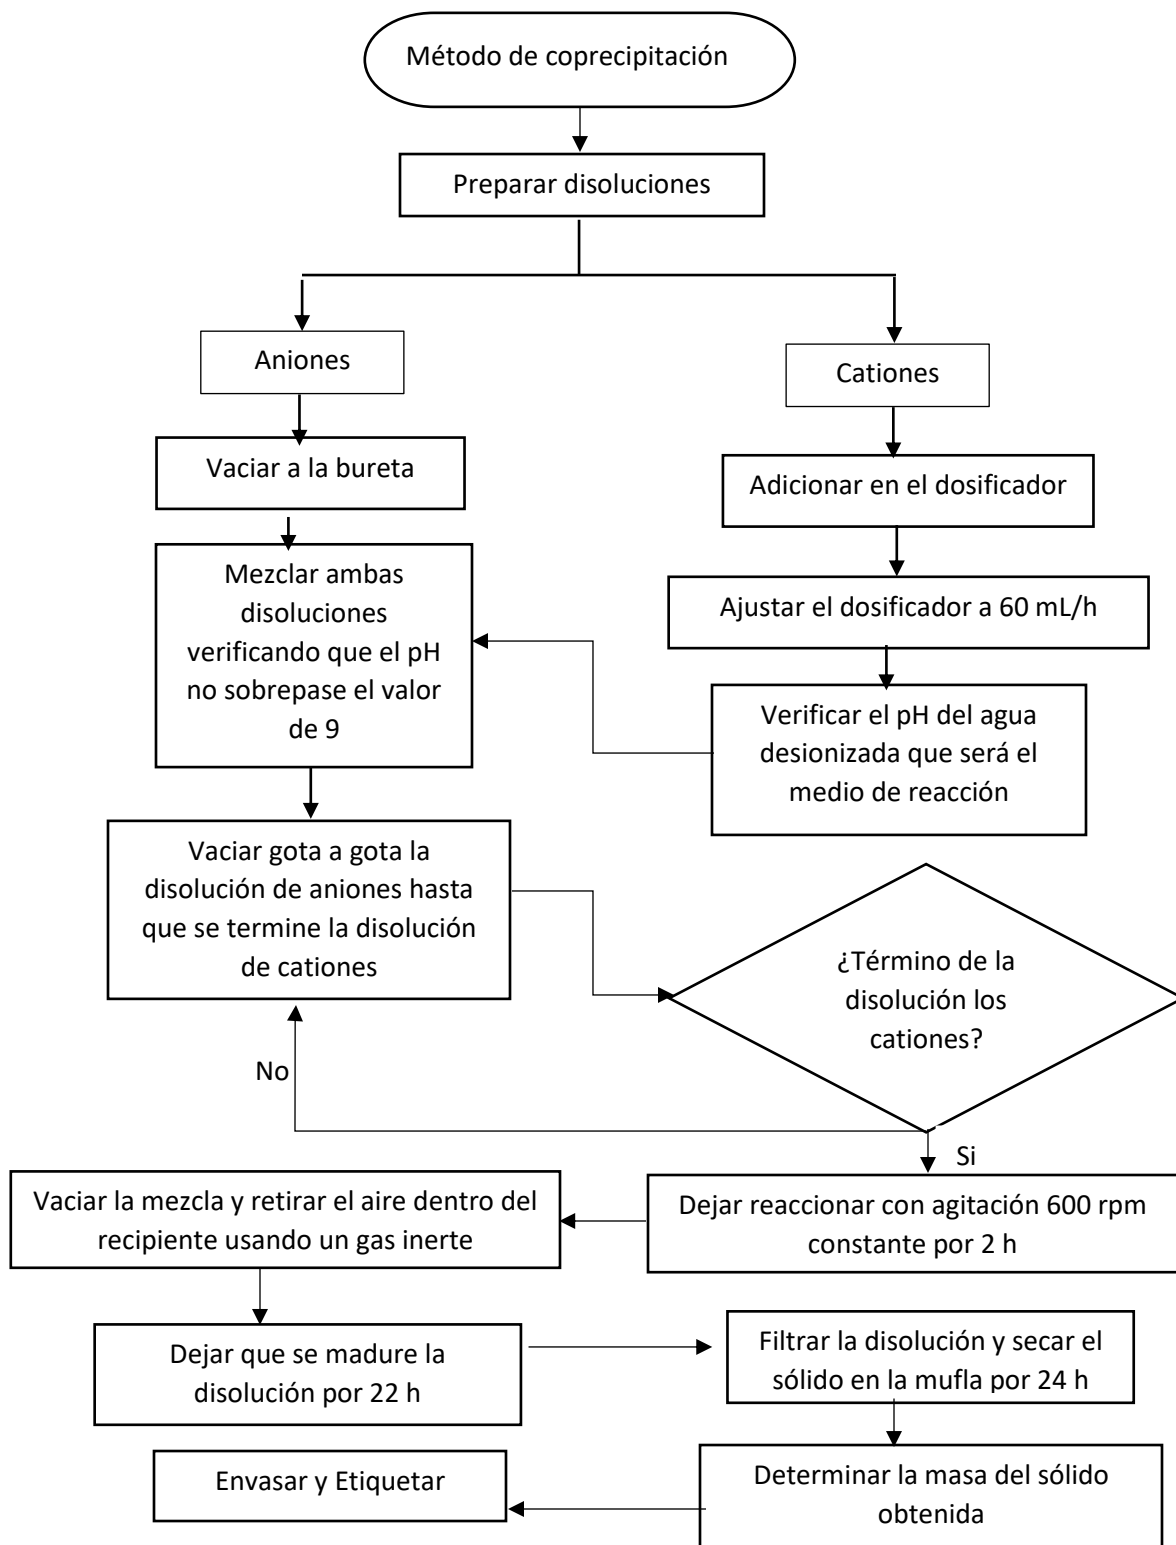 Método de coprecipitación
Preparar disoluciones
Aniones
Cationes
Vaciar a la bureta
Adicionar en el dosificador
Mezclar ambas
disoluciones
verificando que el pH
no sobrepase el valor
de 9
Ajustar el dosificador a 60 mL/h
Verificar el pH del agua
desionizada que será el
medio de reacción
Vaciar gota a gota la
disolución de aniones hasta
que se termine la disolución
de cationes
¿Término de la
disolución los
cationes?
No
Si
Dejar reaccionar con agitación 600 rpm
constante por 2 h
Vaciar la mezcla y retirar el aire dentro del
recipiente usando un gas inerte
Dejar que se madure la
disolución por 22 h
Filtrar la disolución y secar el
sólido en la mufla por 24 h
Determinar la masa del sólido
obtenida
Envasar y Etiquetar